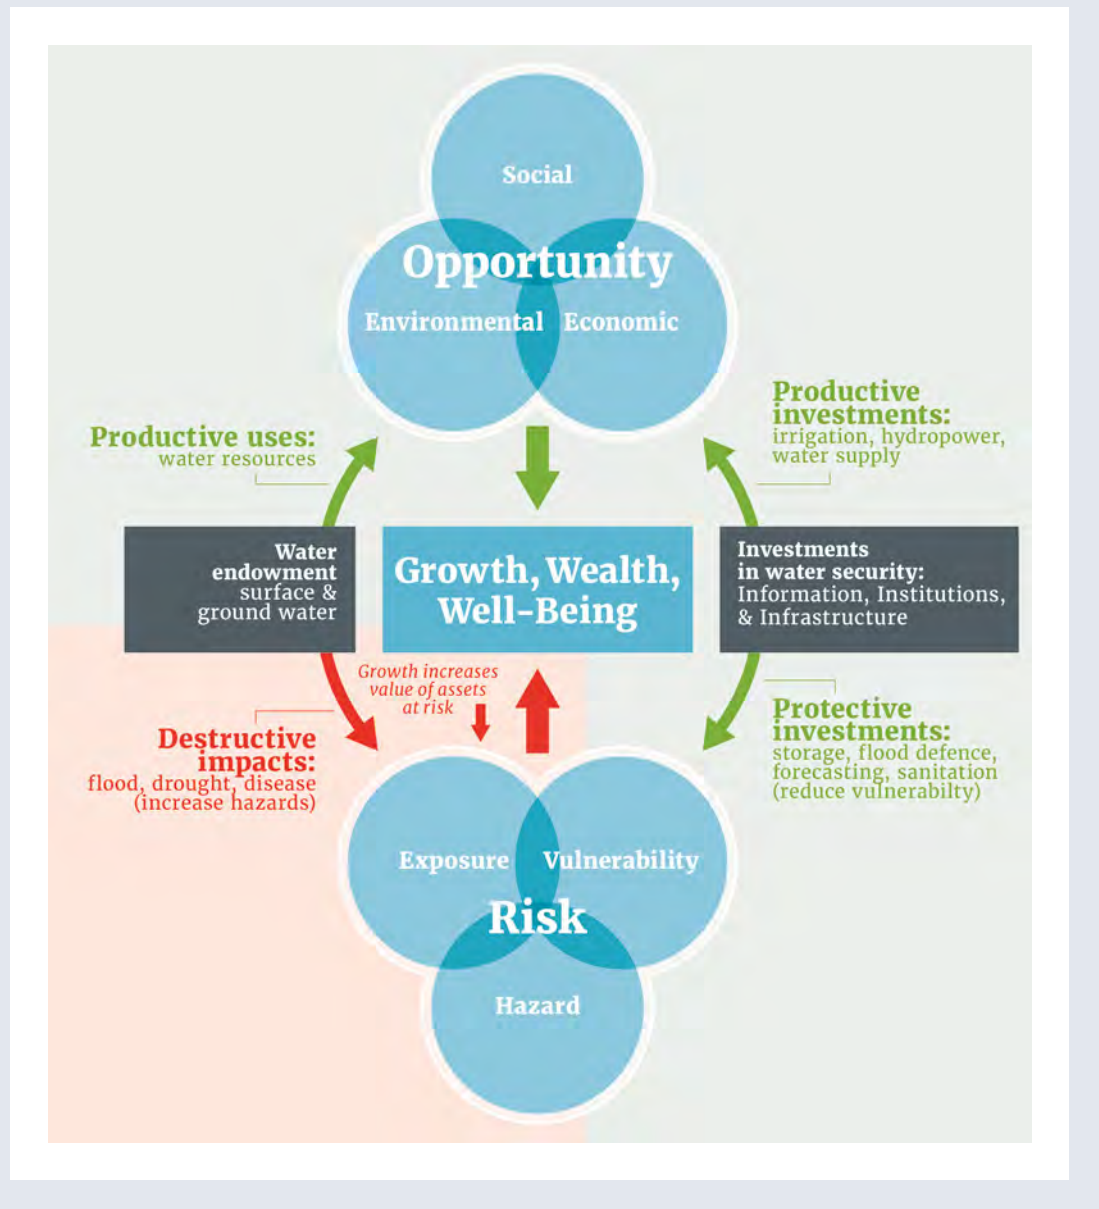 Social
Opportunity
Environmental
Economic
Productive uses:
water resources
Productive
investments:
irrigation, hydropower,
water supply
Water
endowment
surface &
ground water
Growth, Wealth,
Well-Being
Investments
in water security:
Information, Institutions,
& Infrastructure
Growth increases
value of assets
at risk
Destructive
impacts:
flood, drought, disease
(increase hazards)
Protective
investments:
storage, flood defence,
forecasting, sanitation
(reduce vulnerabilty)
Exposure
Vulnerability
Risk
Hazard